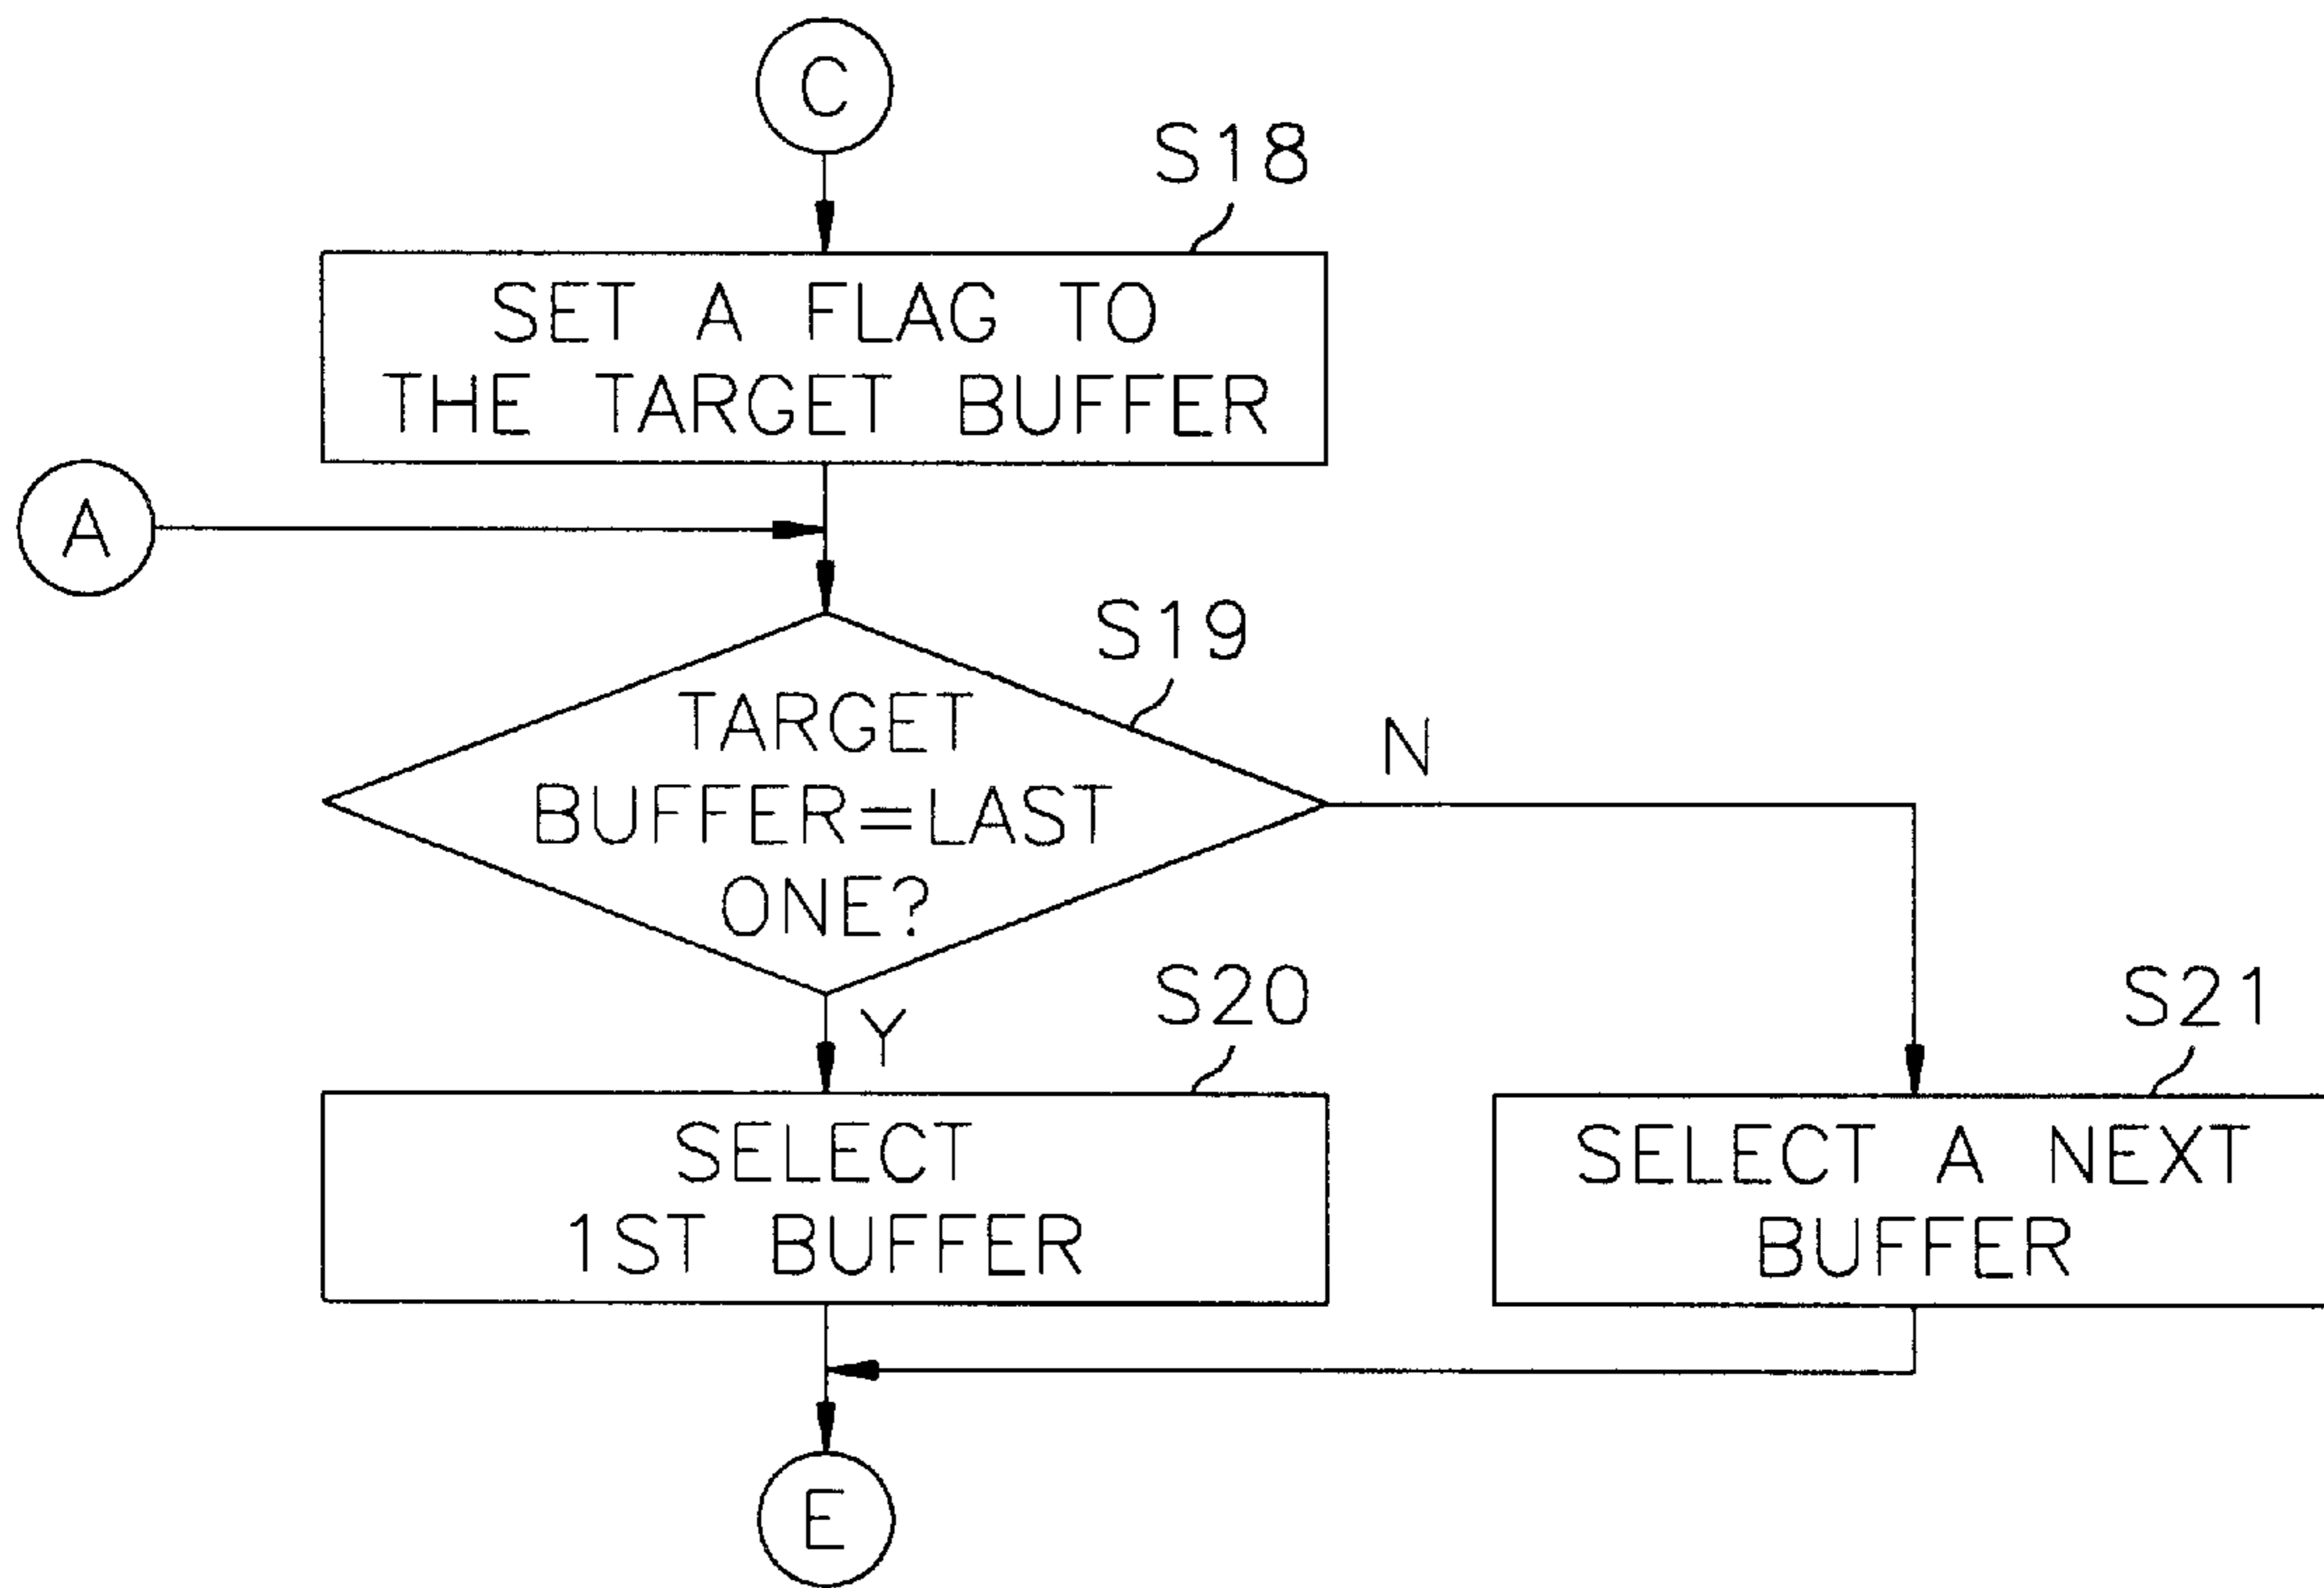 C
S18
SET A FLAG TO
THE TARGET BUFFER
A
S19
TARGET
BUFFER=LAST
ONE?
N
Y
S20
SELECT
1ST BUFFER
S21
SELECT A NEXT
BUFFER
E